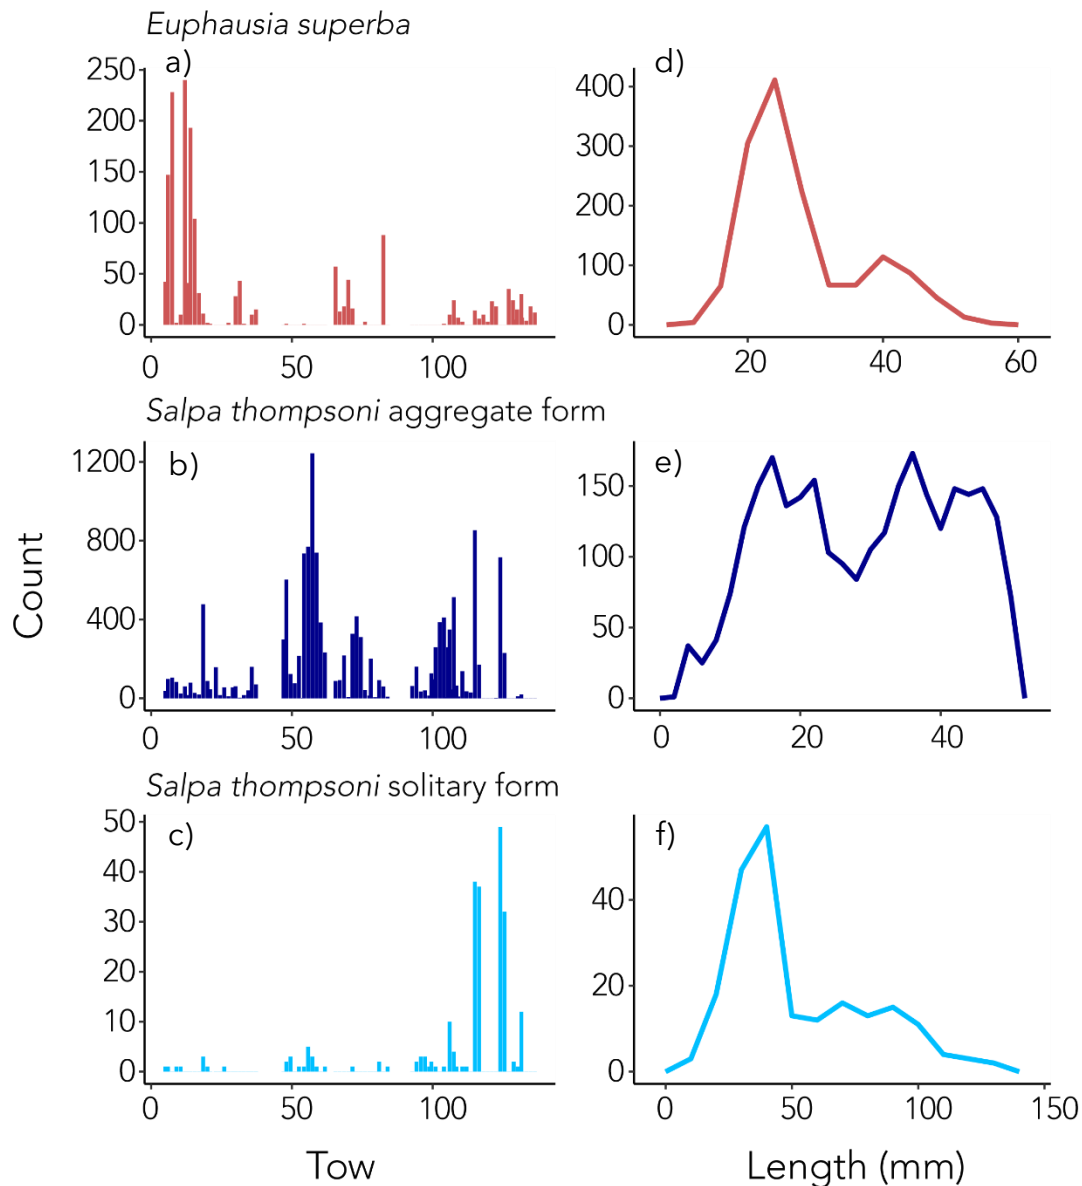 Euphausia superba
a)
250
200
150
100
50
0
0 50 100
d)
400
300
200
100
0
20 40 60
Salpa thompsoni aggregate form
b)
1200
800
400
0
0 50 100
e)
150
100
50
0
0 20 40
Salpa thompsoni solitary form
c)
50
40
30
20
10
0
0 50 100
f)
40
20
0
0 50 100 150
Count
Tow
Length (mm)